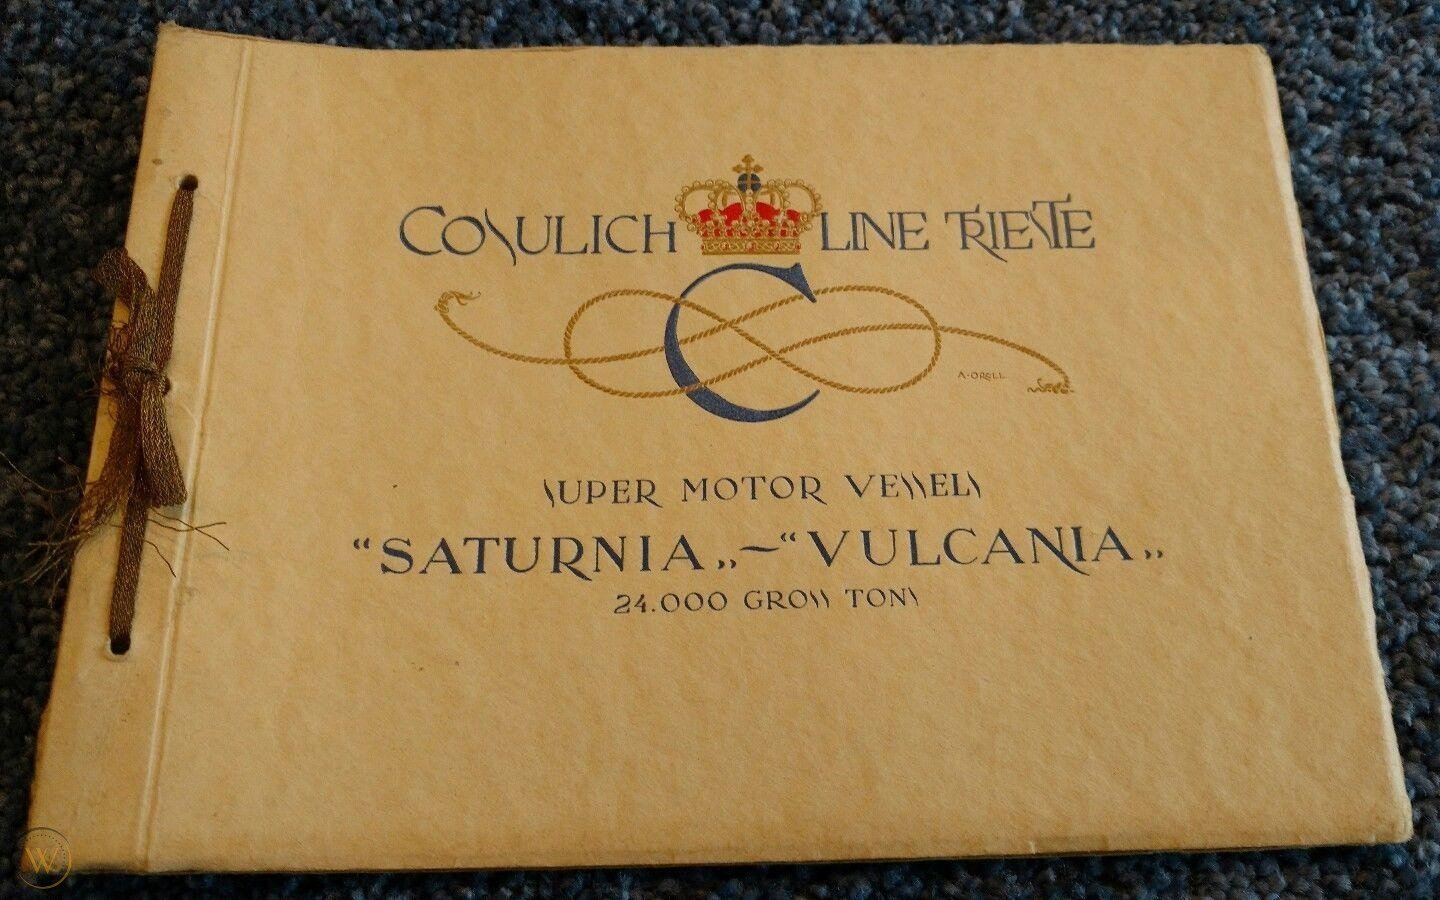 COSULICH LINE TRIESTE
C
A·ORELL
SUPER MOTOR VESSELS
“SATURNIA„ – “VULCANIA„
24.000 GROSS TONS
W